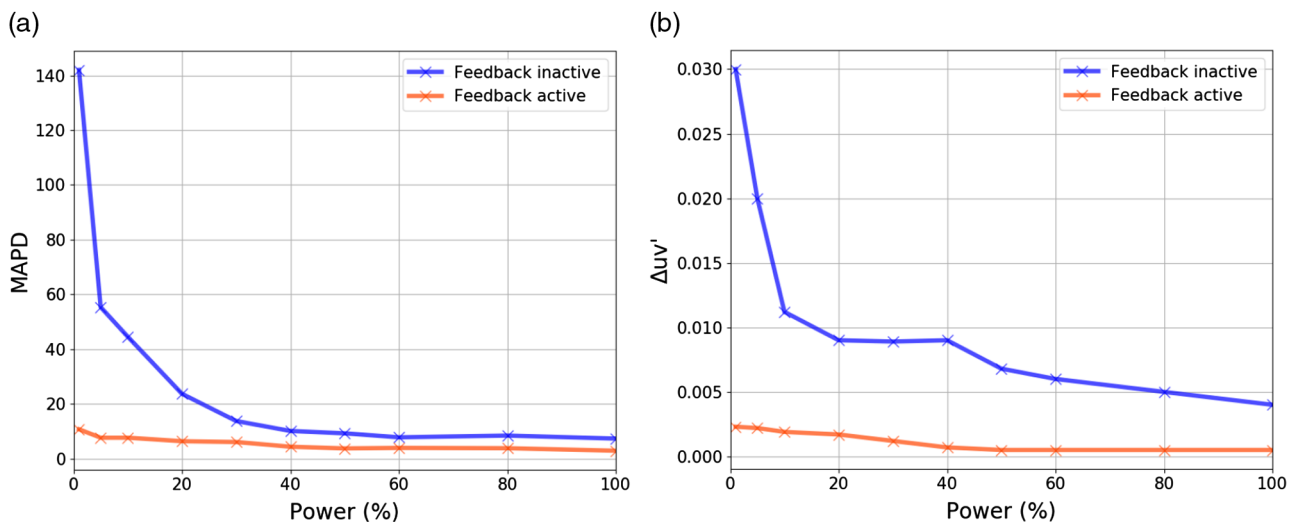 (a)
140
120
100
80
60
40
20
0
MAPD
0 20 40 60 80 100
Power (%)
Feedback inactive
Feedback active
(b)
0.030
0.025
0.020
0.015
0.010
0.005
0.000
Δuv'
0 20 40 60 80 100
Power (%)
Feedback inactive
Feedback active